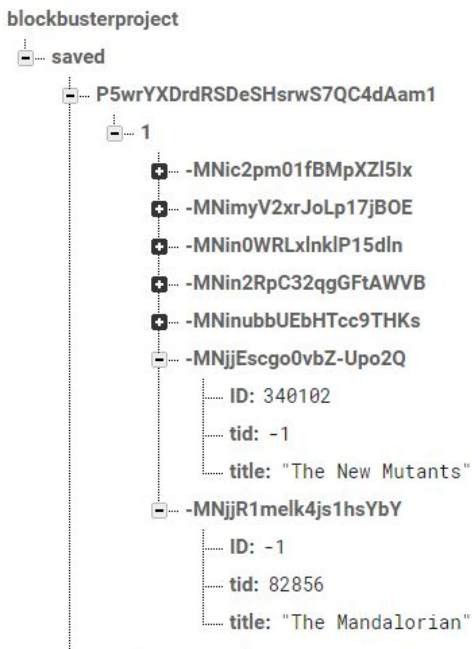 blockbusterproject
saved
P5wrYXDrdRSDeSHsrwS7QC4dAam1
1
-MNic2pm01fBMpXZl5Ix
-MNimyV2xrJoLp17jBOE
-MNin0WRLxlnklP15dln
-MNin2RpC32qgGFtAWVB
-MNinubbUEbHTcc9THKs
-MNjjEscgo0vbZ-Upo2Q
ID: 340102
tid: -1
title: "The New Mutants"
-MNjjR1melk4js1hsYbY
ID: -1
tid: 82856
title: "The Mandalorian"